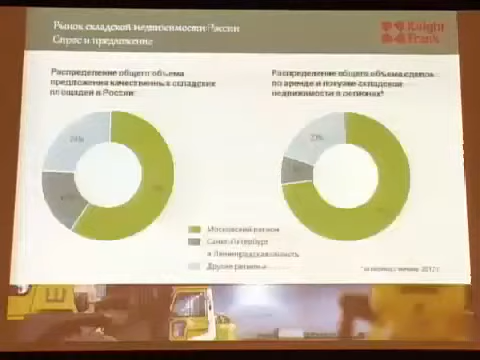 Рынок складской недвижимости России
Спрос и предложение
Knight
Frank
Распределение общего объема
предложения качественных складских
площадей в России
Распределение общего объема сделок
по аренде и покупке складской
недвижимости в регионах*
Московский регион
Санкт-Петербург
и Ленинградская область
Другие регионы